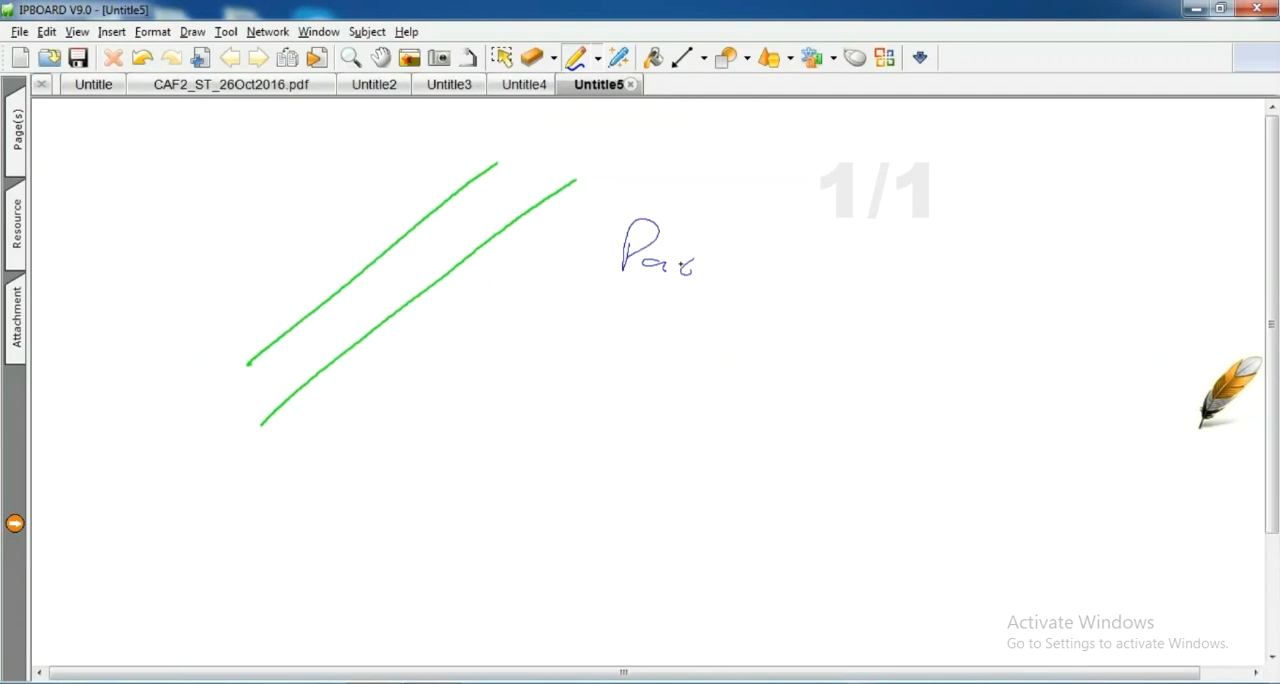 IPBOARD V9.0 - [Untitle5]
File Edit View Insert Format Draw Tool Network Window Subject Help
Untitle CAF2_ST_26Oct2016.pdf Untitle2 Untitle3 Untitle4 Untitle5
Page(s)
Resource
Attachment
1/1
Activate Windows
Go to Settings to activate Windows.